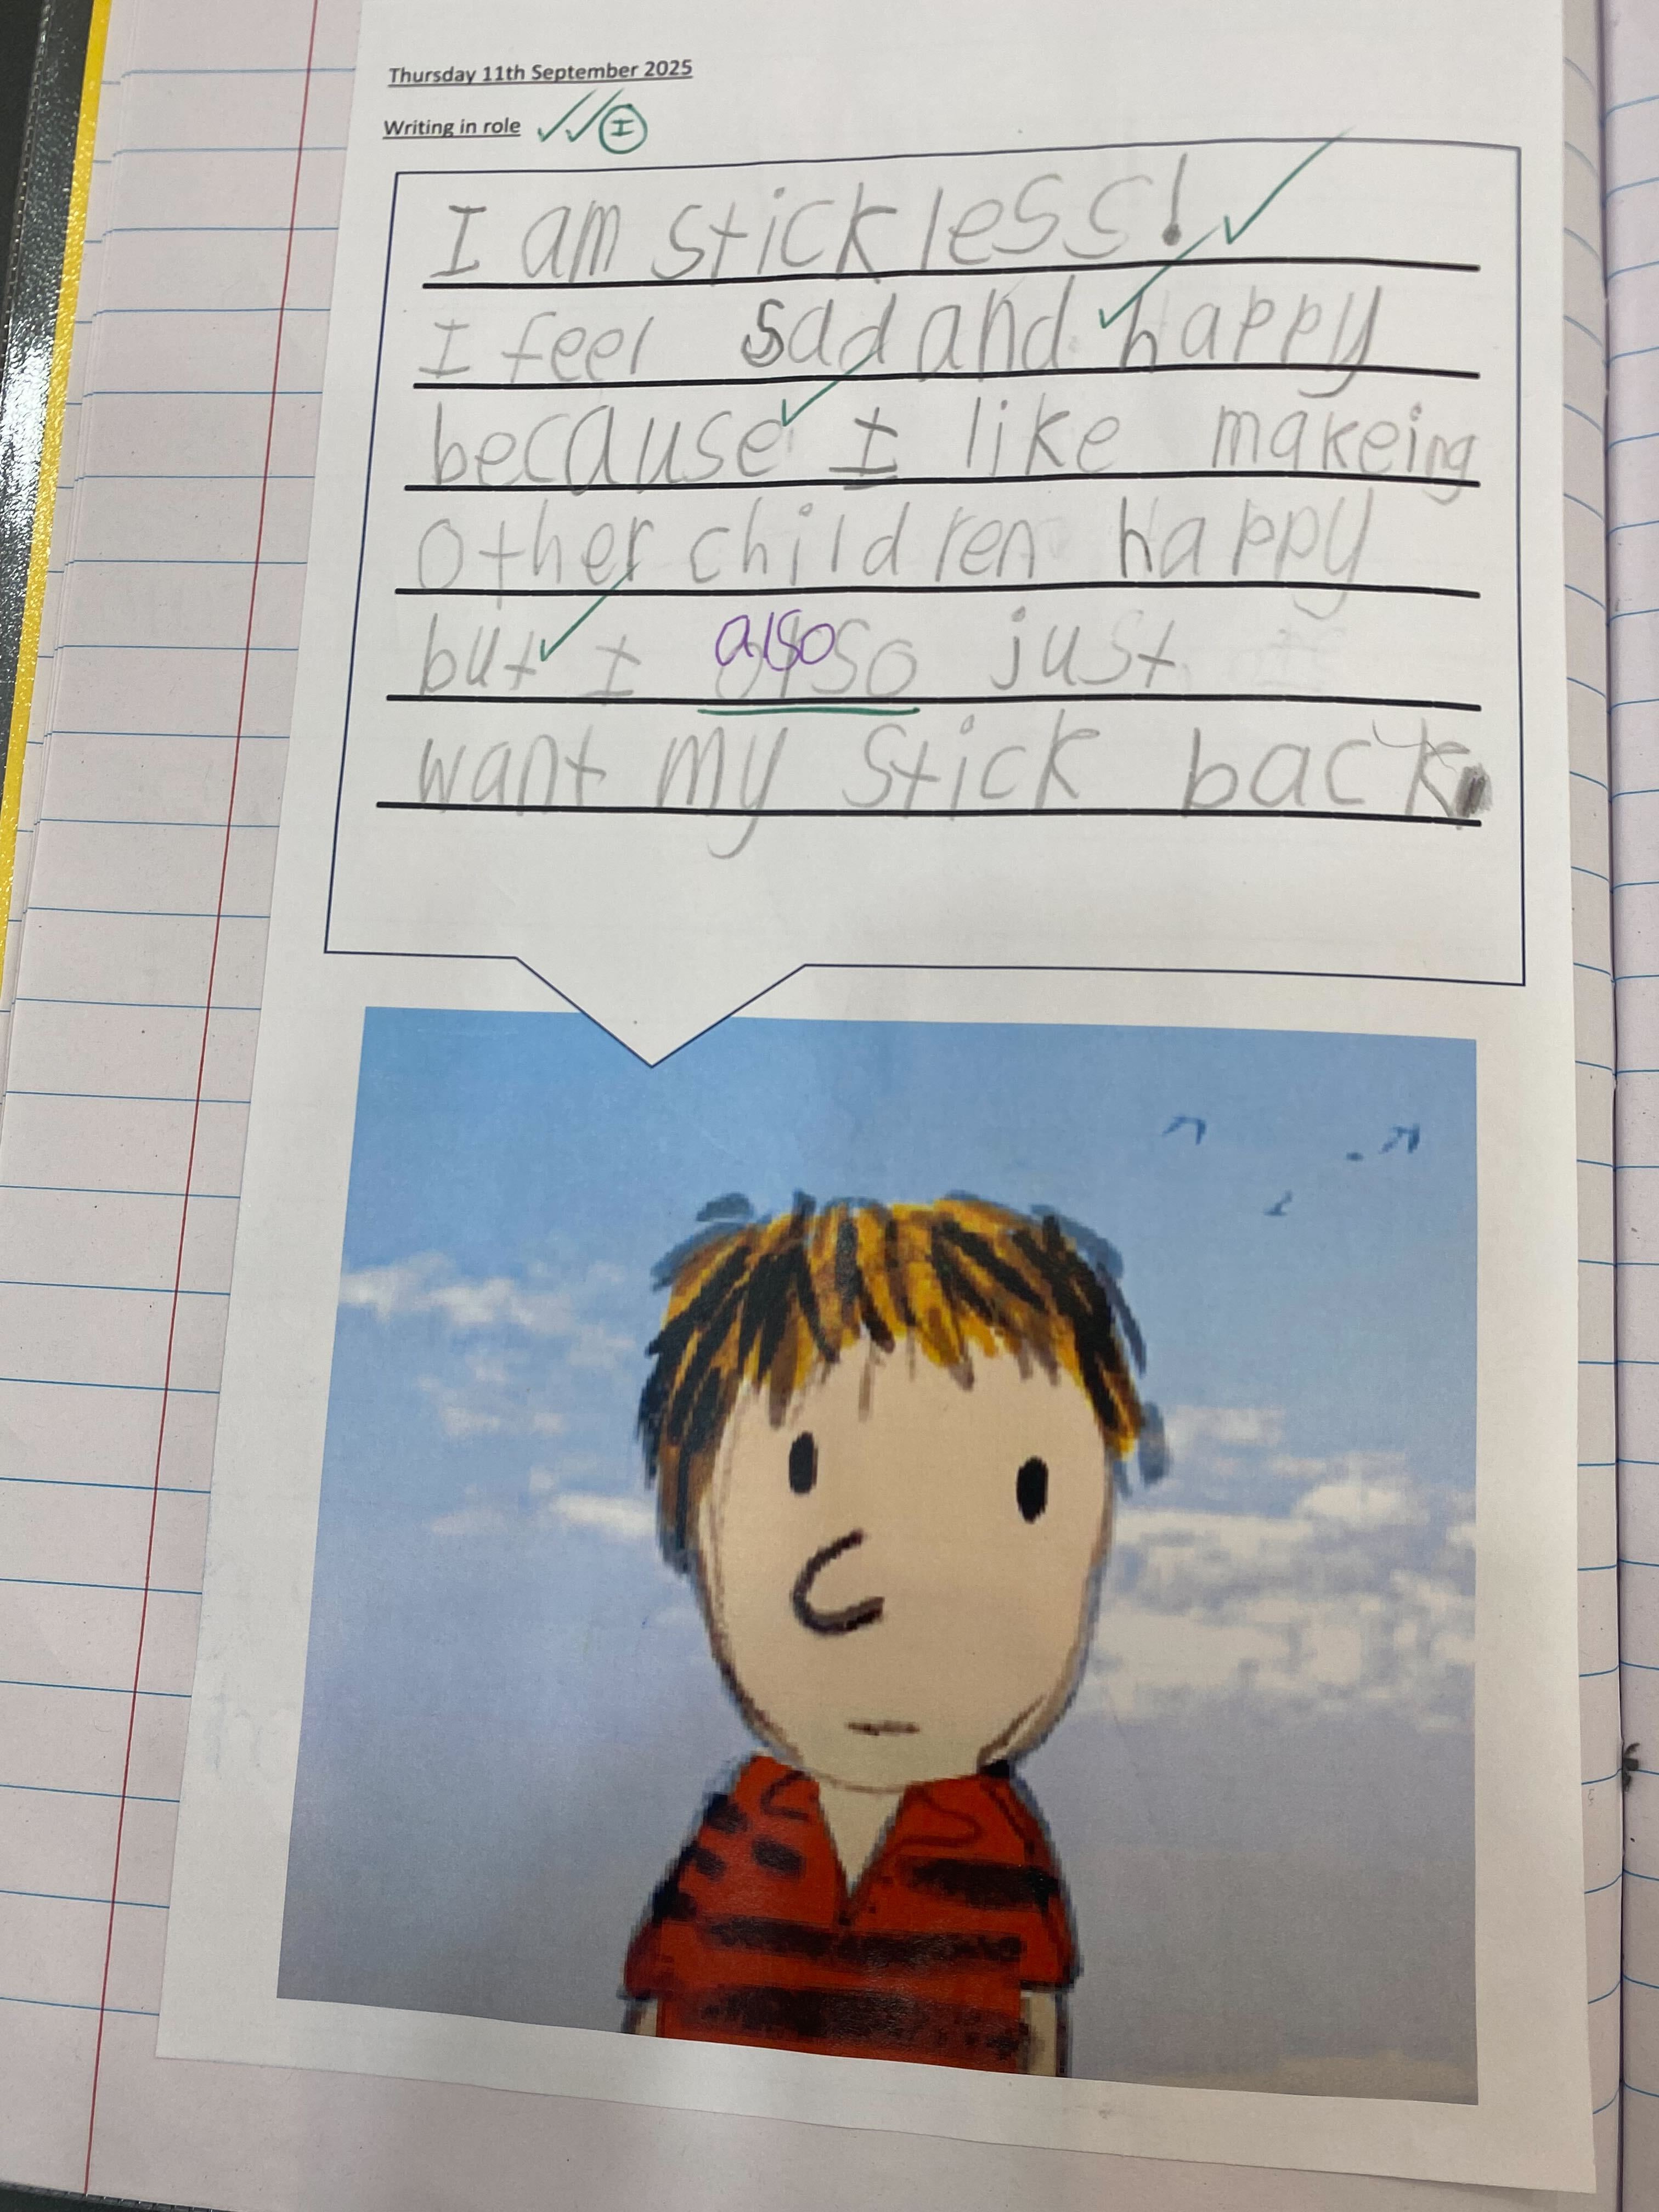 Thursday 11th September 2025
Writing in role I
I am stickless!
I feel sad and happy
because I like makeing
other children happy
but I also just
want my stick back.